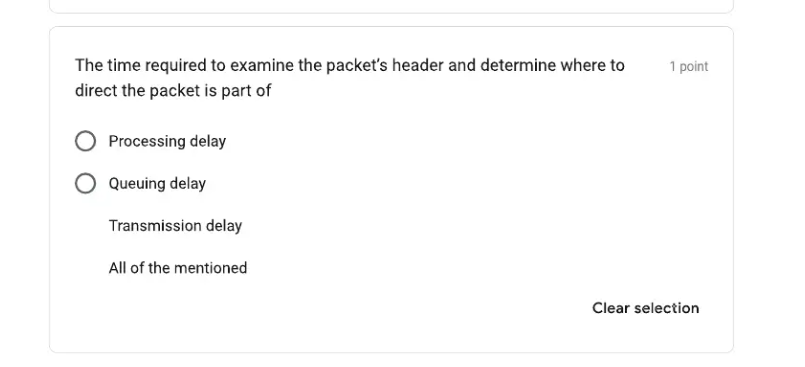 The time required to examine the packet's header and determine where to
1 point
direct the packet is part of
Processing delay
Queuing delay
Transmission delay
All of the mentioned
Clear selection